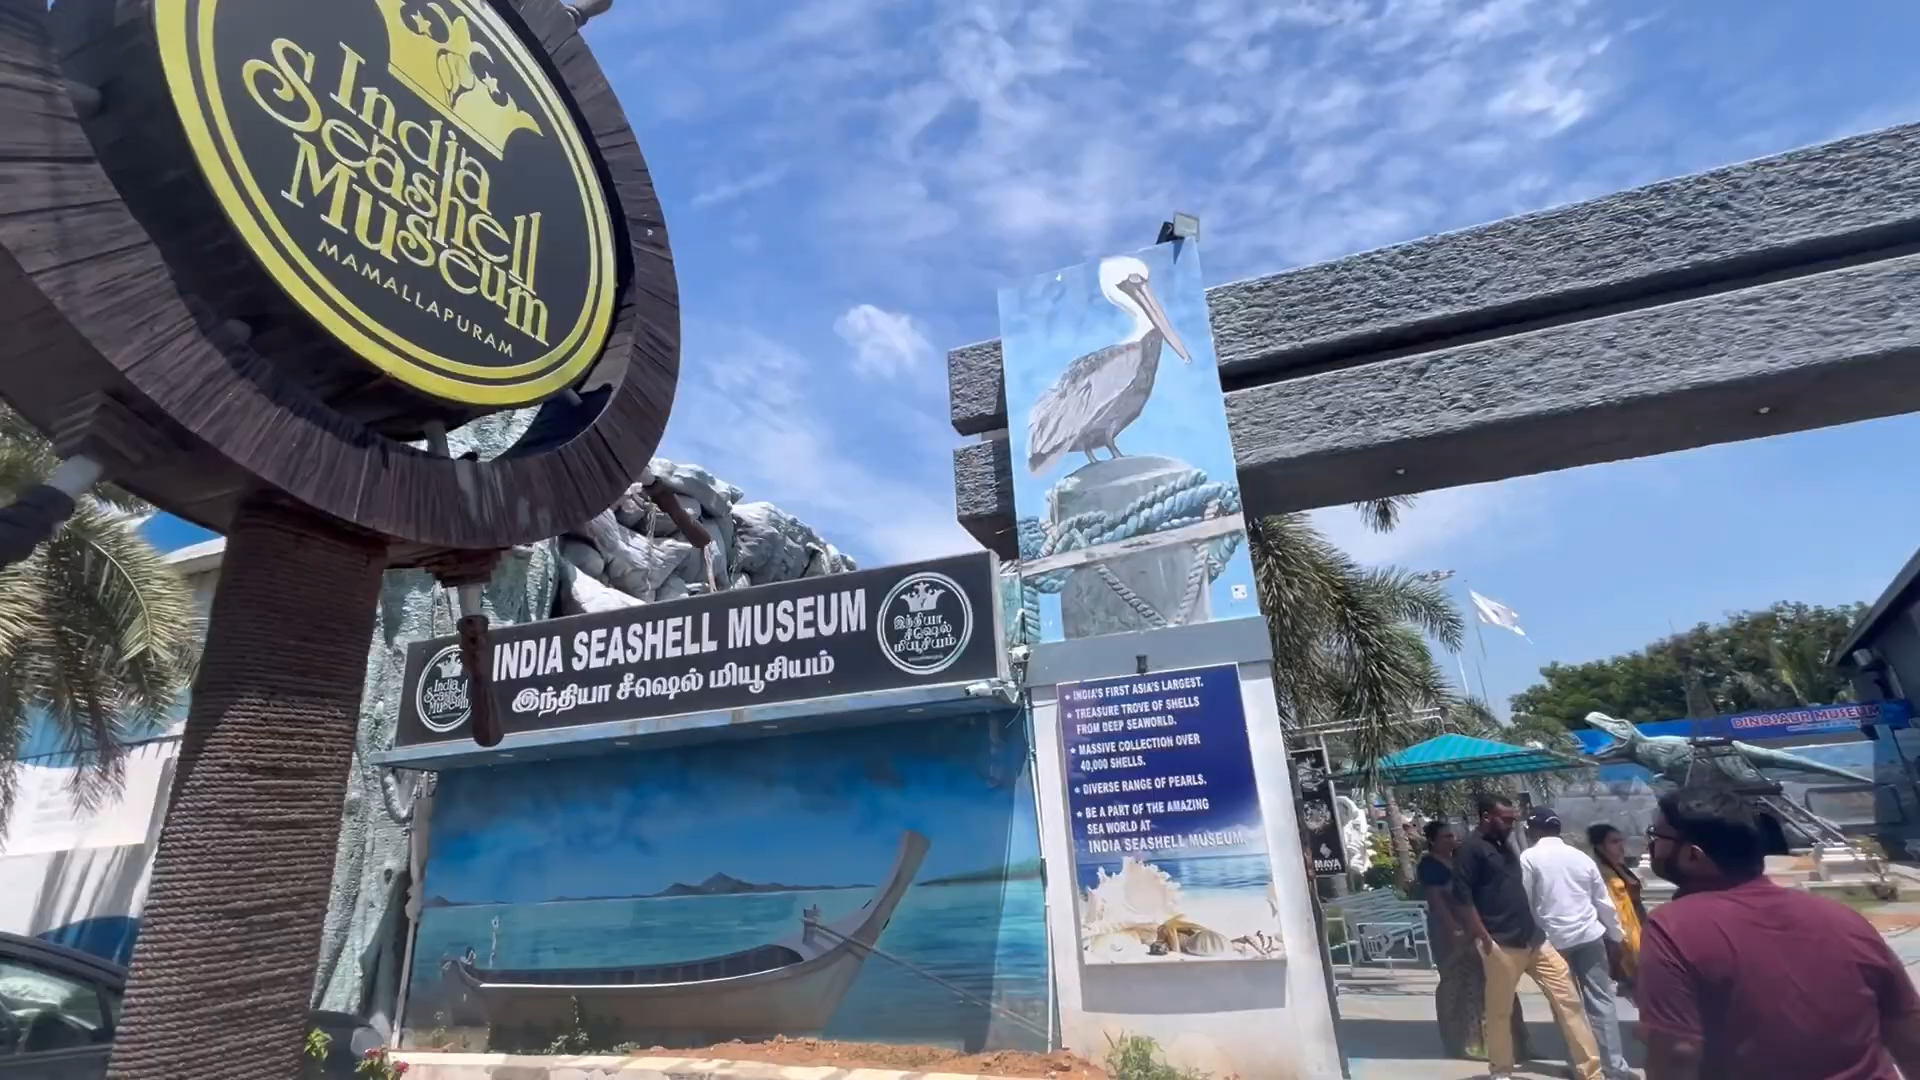 India
Seashell
Museum
MAMALLAPURAM
INDIA SEASHELL MUSEUM
இந்தியா சீஷெல் மியூசியம்
India
Seashell
Museum
இந்தியா
சீஷெல்
மியூசியம்
★ INDIA'S FIRST ASIA'S LARGEST.
★ TREASURE TROVE OF SHELLS
FROM DEEP SEAWORLD.
★ MASSIVE COLLECTION OVER
40,000 SHELLS.
★ DIVERSE RANGE OF PEARLS.
★ BE A PART OF THE AMAZING
SEA WORLD AT
INDIA SEASHELL MUSEUM.
DINOSAUR MUSEUM
MAYA